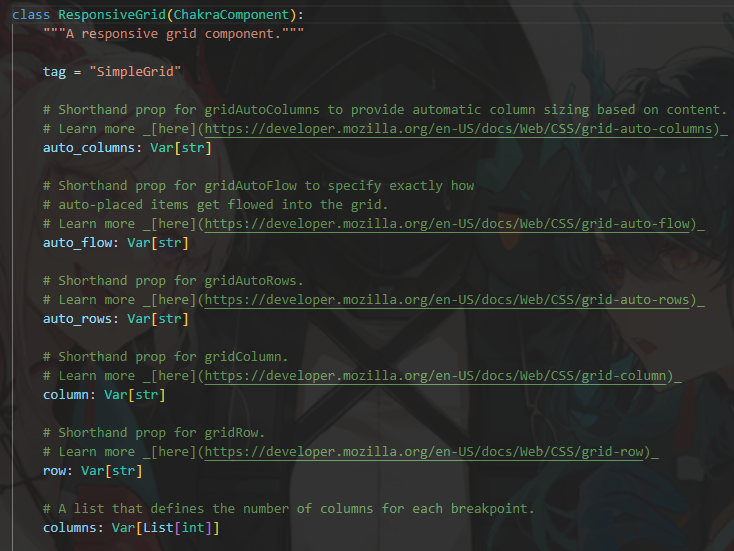 class ResponsiveGrid(ChakraComponent):
"""A responsive grid component."""
tag = "SimpleGrid"
# Shorthand prop for gridAutoColumns to provide automatic column sizing based on content.
# Learn more _[here](https://developer.mozilla.org/en-US/docs/Web/CSS/grid-auto-columns)_
auto_columns: Var[str]
# Shorthand prop for gridAutoFlow to specify exactly how
# auto-placed items get flowed into the grid.
# Learn more _[here](https://developer.mozilla.org/en-US/docs/Web/CSS/grid-auto-flow)_
auto_flow: Var[str]
# Shorthand prop for gridAutoRows.
# Learn more _[here](https://developer.mozilla.org/en-US/docs/Web/CSS/grid-auto-rows)_
auto_rows: Var[str]
# Shorthand prop for gridColumn.
# Learn more _[here](https://developer.mozilla.org/en-US/docs/Web/CSS/grid-column)_
column: Var[str]
# Shorthand prop for gridRow.
# Learn more _[here](https://developer.mozilla.org/en-US/docs/Web/CSS/grid-row)_
row: Var[str]
# A list that defines the number of columns for each breakpoint.
columns: Var[List[int]]